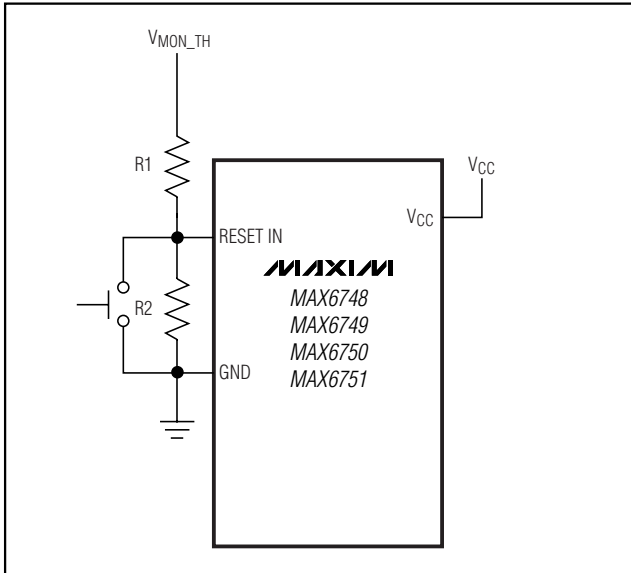 VMON_TH
R1
VCC
VCC
RESET IN
MAXIM
MAX6748
MAX6749
MAX6750
MAX6751
R2
GND